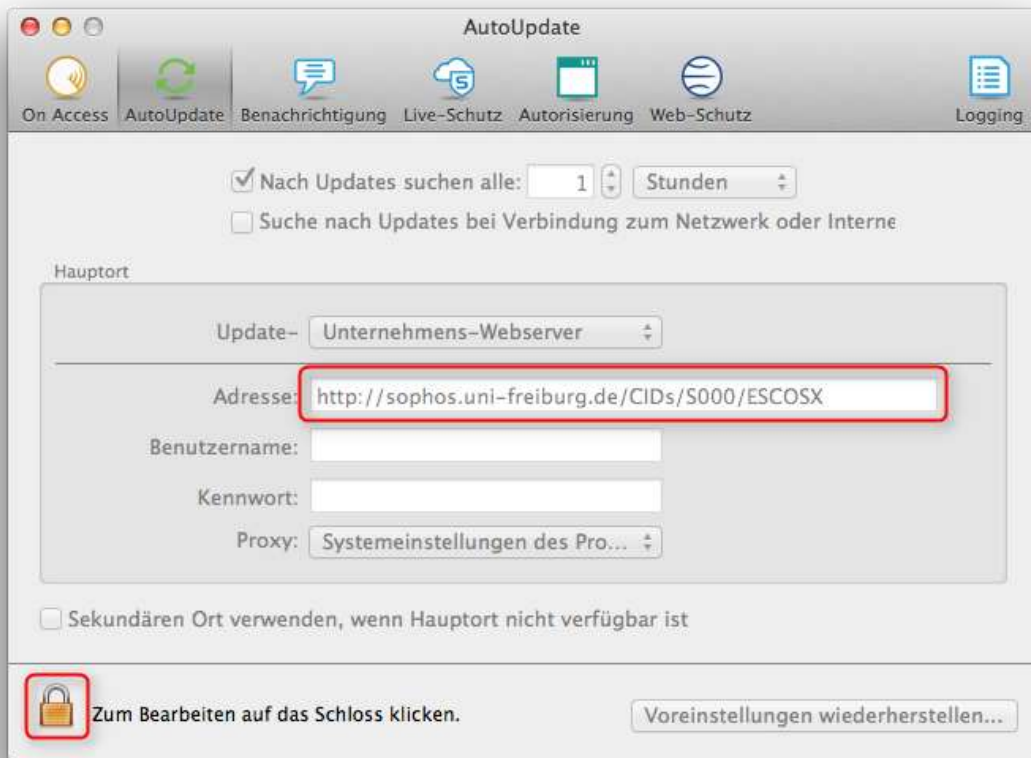 AutoUpdate
On Access AutoUpdate Benachrichtigung Live-Schutz Autorisierung Web-Schutz Logging
Nach Updates suchen alle: 1 Stunden
Suche nach Updates bei Verbindung zum Netzwerk oder Interne
Hauptort
Update- Unternehmens-Webserver
Adresse: http://sophos.uni-freiburg.de/CIDs/S000/ESCOSX
Benutzername:
Kennwort:
Proxy: Systemeinstellungen des Pro...
Sekundären Ort verwenden, wenn Hauptort nicht verfügbar ist
Zum Bearbeiten auf das Schloss klicken. Voreinstellungen wiederherstellen...